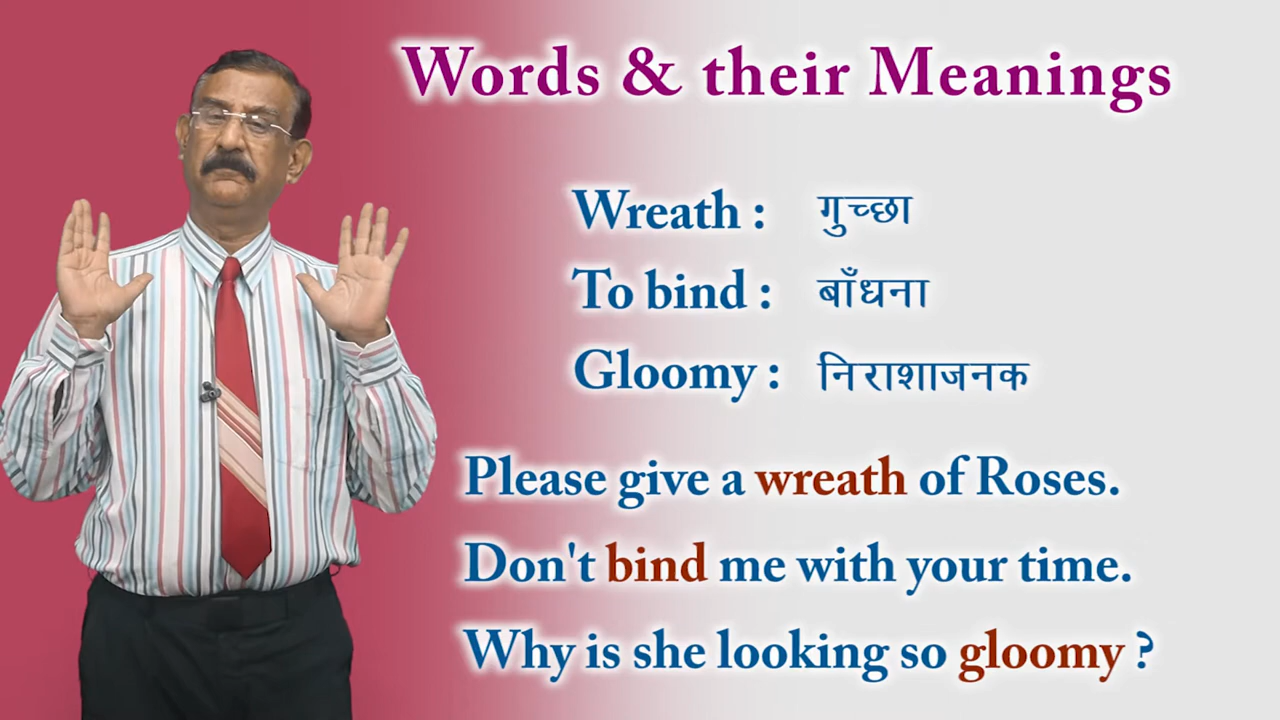 Words & their Meanings
Wreath : गुच्छा
To bind : बाँधना
Gloomy : निराशाजनक
Please give a wreath of Roses.
Don't bind me with your time.
Why is she looking so gloomy ?